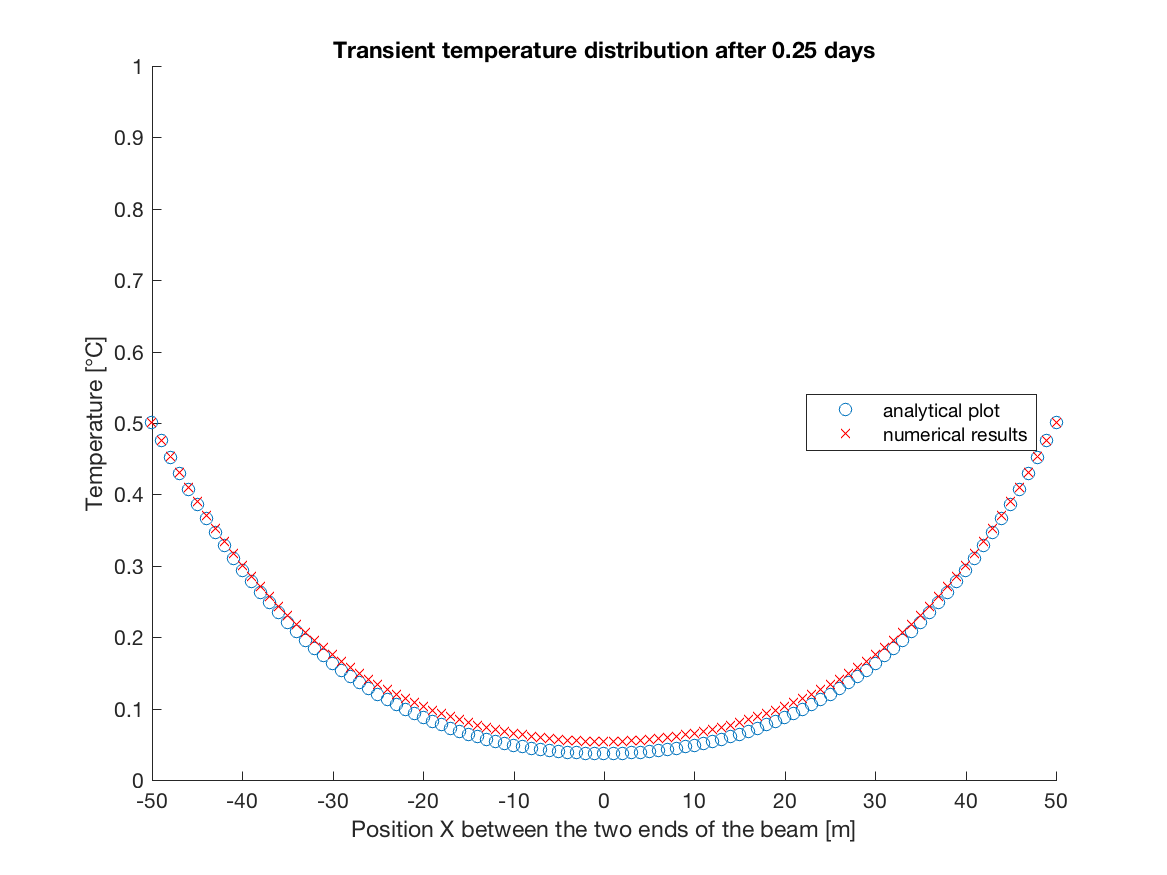 Transient temperature distribution after 0.25 days
1
0.9
0.8
0.7
0.6
0.5
0.4
0.3
0.2
0.1
0
Temperature [°C]
analytical plot
numerical results
-50 -40 -30 -20 -10 0 10 20 30 40 50
Position X between the two ends of the beam [m]